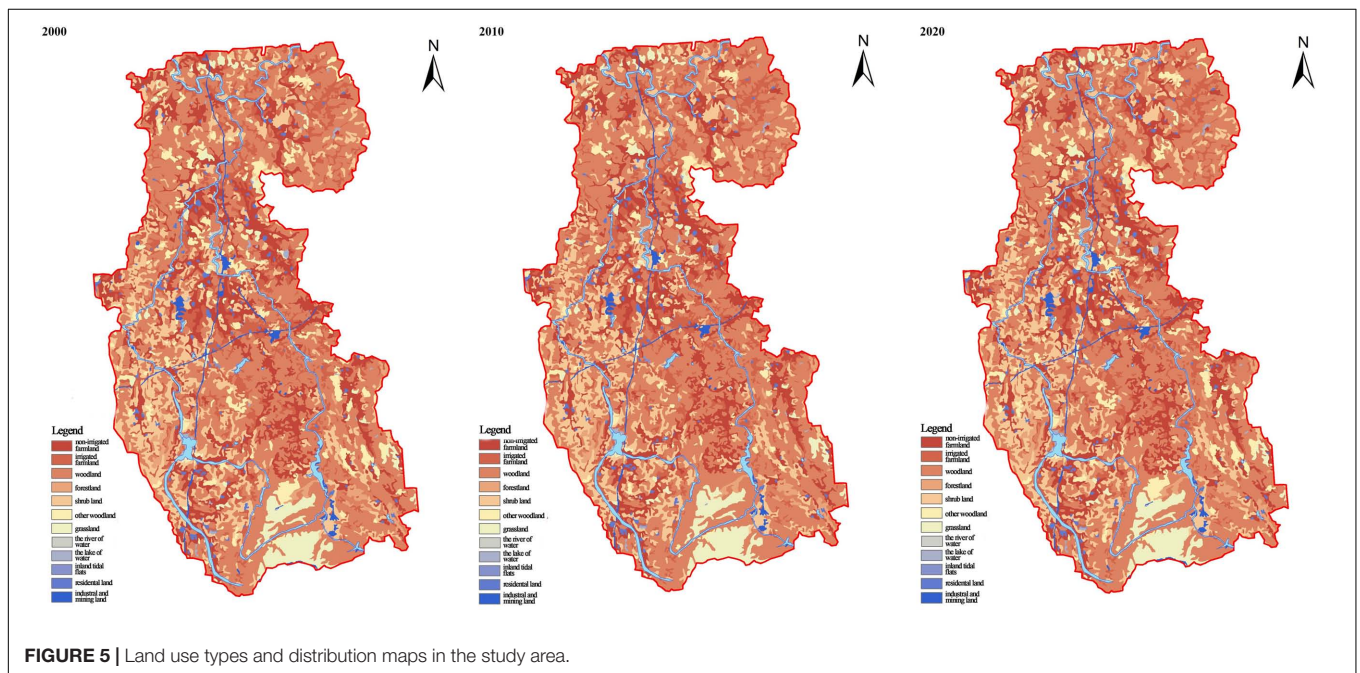 2000
N
Legend
non-irrigated
farmland
irrigated
farmland
woodland
forestland
shrub land
other woodland
grassland
the river of
water
the lake of
water
inland tidal
flats
residental land
industrial and
mining land
2010
N
Legend
non-irrigated
farmland
irrigated
farmland
woodland
forestland
shrub land
other woodland
grassland
the river of
water
the lake of
water
inland tidal
flats
residental land
industrial and
mining land
2020
N
Legend
non-irrigated
farmland
irrigated
farmland
woodland
forestland
shrub land
other woodland
grassland
the river of
water
the lake of
water
inland tidal
flats
residental land
industrial and
mining land
FIGURE 5 | Land use types and distribution maps in the study area.